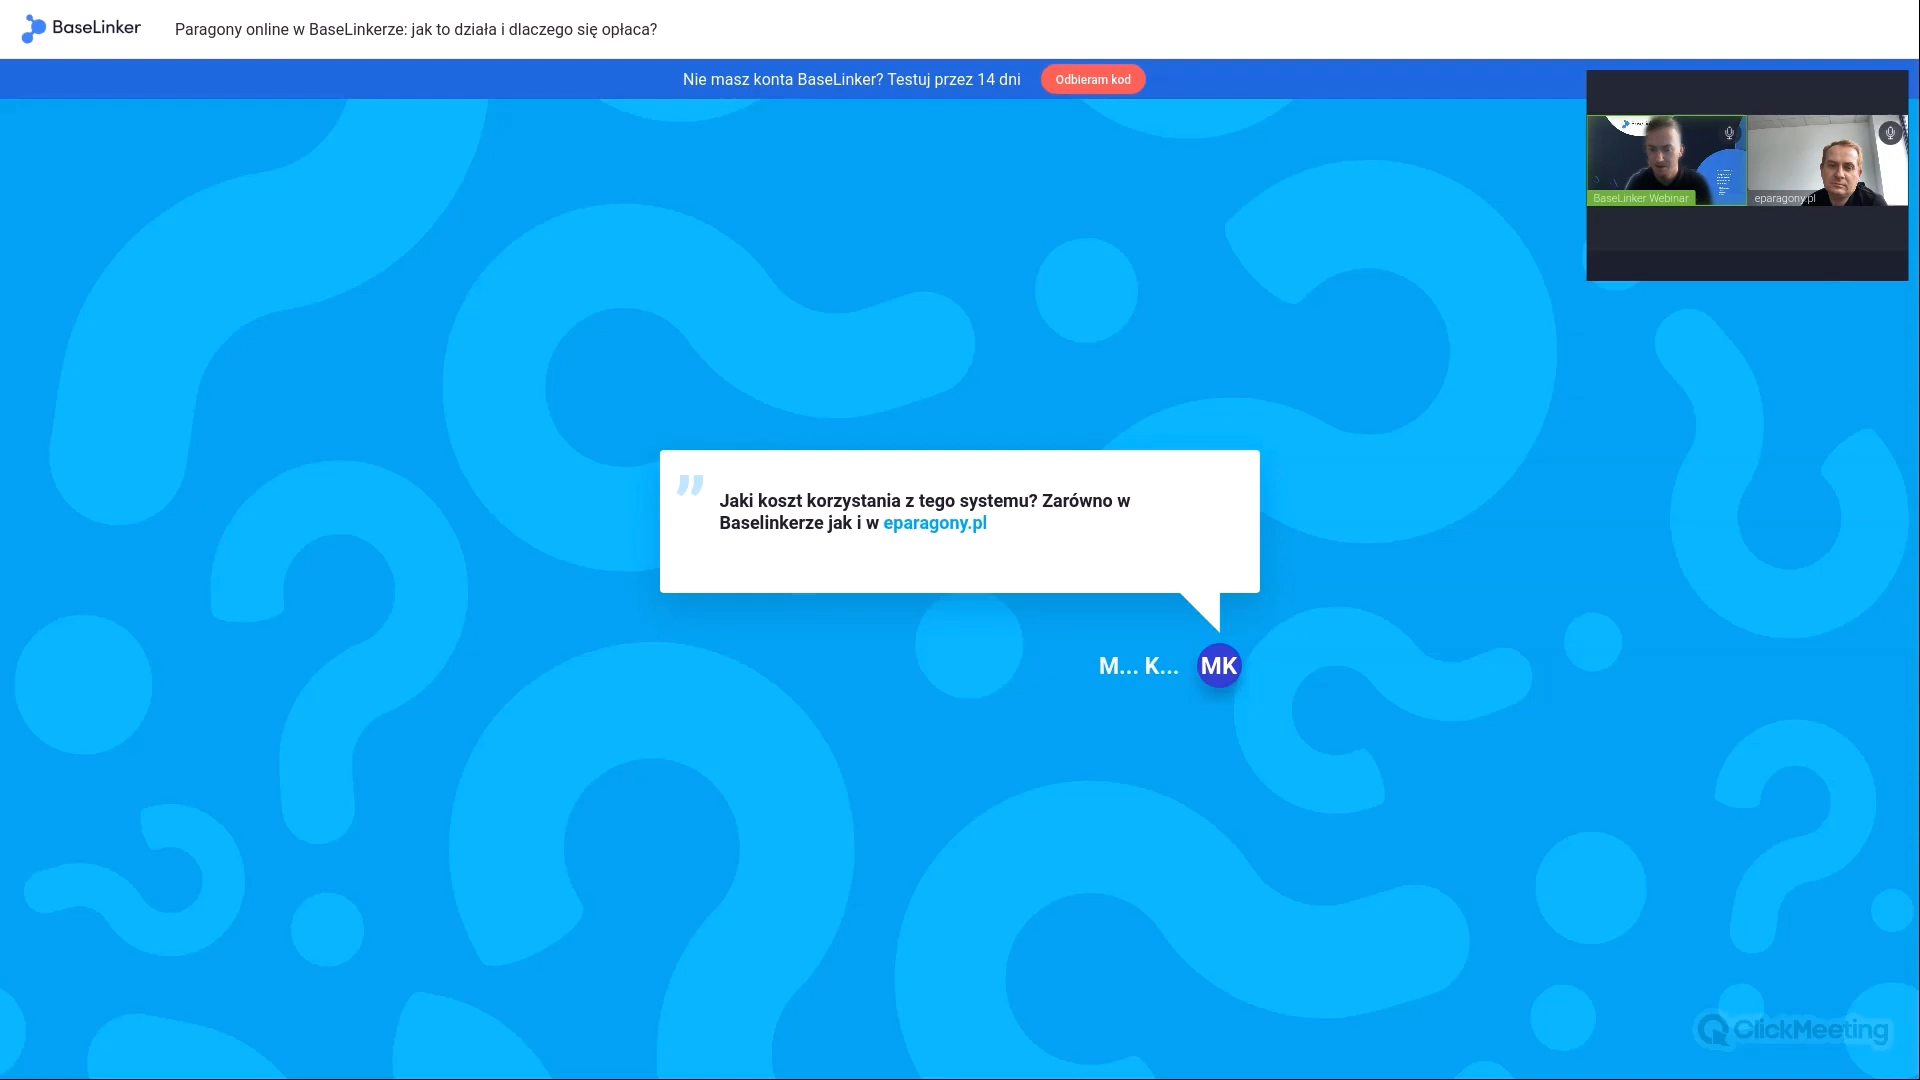 BaseLinker
Paragony online w BaseLinkerze: jak to działa i dlaczego się opłaca?
Nie masz konta BaseLinker? Testuj przez 14 dni
Odbieram kod
BaseLinker Webinar
eparagony.pl
Jaki koszt korzystania z tego systemu? Zarówno w
Baselinkerze jak i w eparagony.pl
M... K...
MK
ClickMeeting